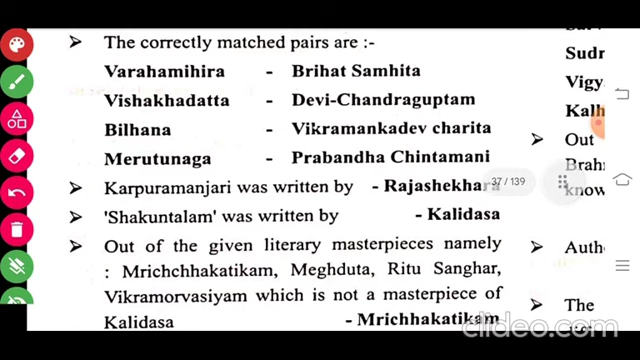 ➤ The correctly matched pairs are :-
Varahamihira - Brihat Samhita
Vishakhadatta - Devi-Chandraguptam
Bilhana - Vikramankadev charita
Merutunaga - Prabandha Chintamani
➤ Karpuramanjari was written by - Rajashekhara
➤ 'Shakuntalam' was written by - Kalidasa
➤ Out of the given literary masterpieces namely
: Mrichchhakatikam, Meghduta, Ritu Sanghar,
Vikramorvasiyam which is not a masterpiece of
Kalidasa - Mrichhakatikam
37 / 139
Sudr
Vigy
Kalh
➤ Out
Brahr
know
➤ Auth
➤ The
clideo.com